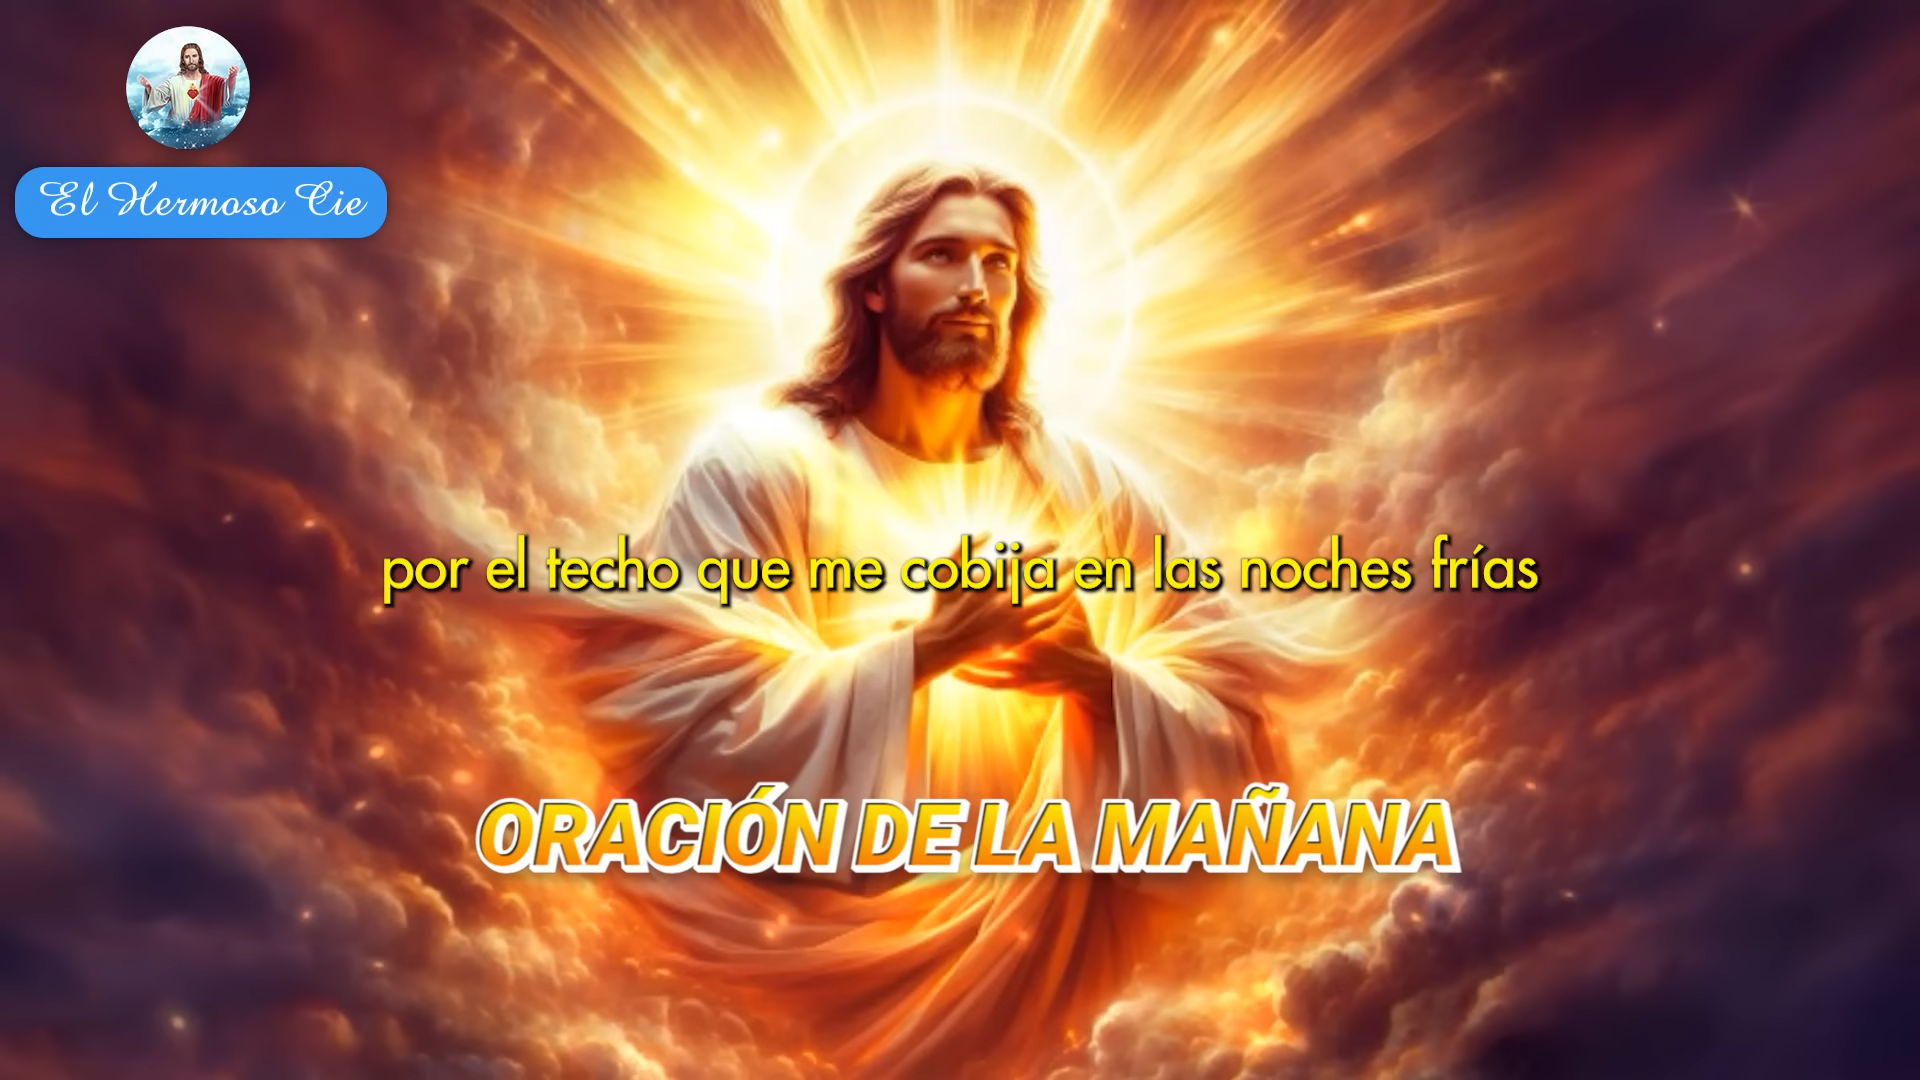 El Hermoso Cie
por el techo que me cobija en las noches frías
ORACIÓN DE LA MAÑANA